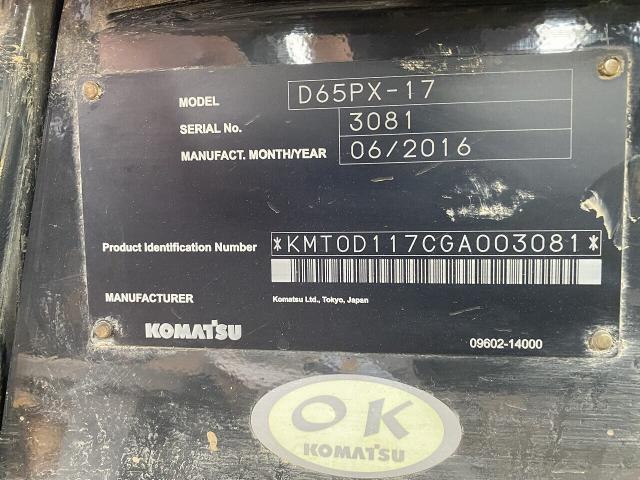 MODEL D65PX-17
SERIAL No. 3081
MANUFACT. MONTH/YEAR 06/2016
Product Identification Number *KMT0D117CGA003081*
MANUFACTURER Komatsu Ltd., Tokyo, Japan
KOMATSU
09602-14000
OK
KOMATSU